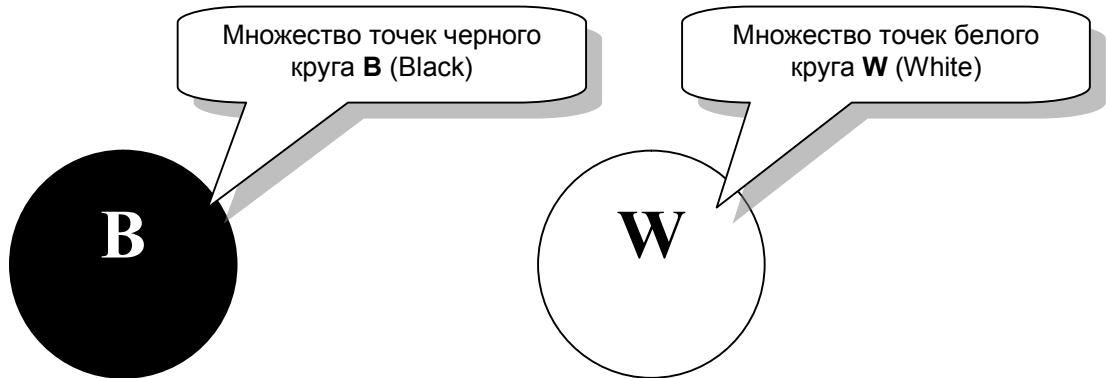 Множество точек черного
круга B (Black)
Множество точек белого
круга W (White)
B
W